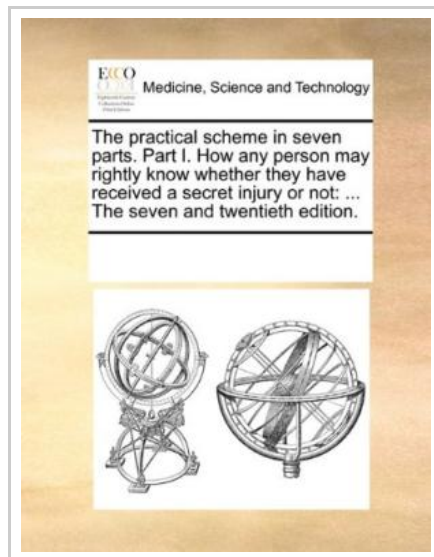 ECCO
Medicine, Science and Technology
The practical scheme in seven
parts. Part I. How any person may
rightly know whether they have
received a secret injury or not: ...
The seven and twentieth edition.